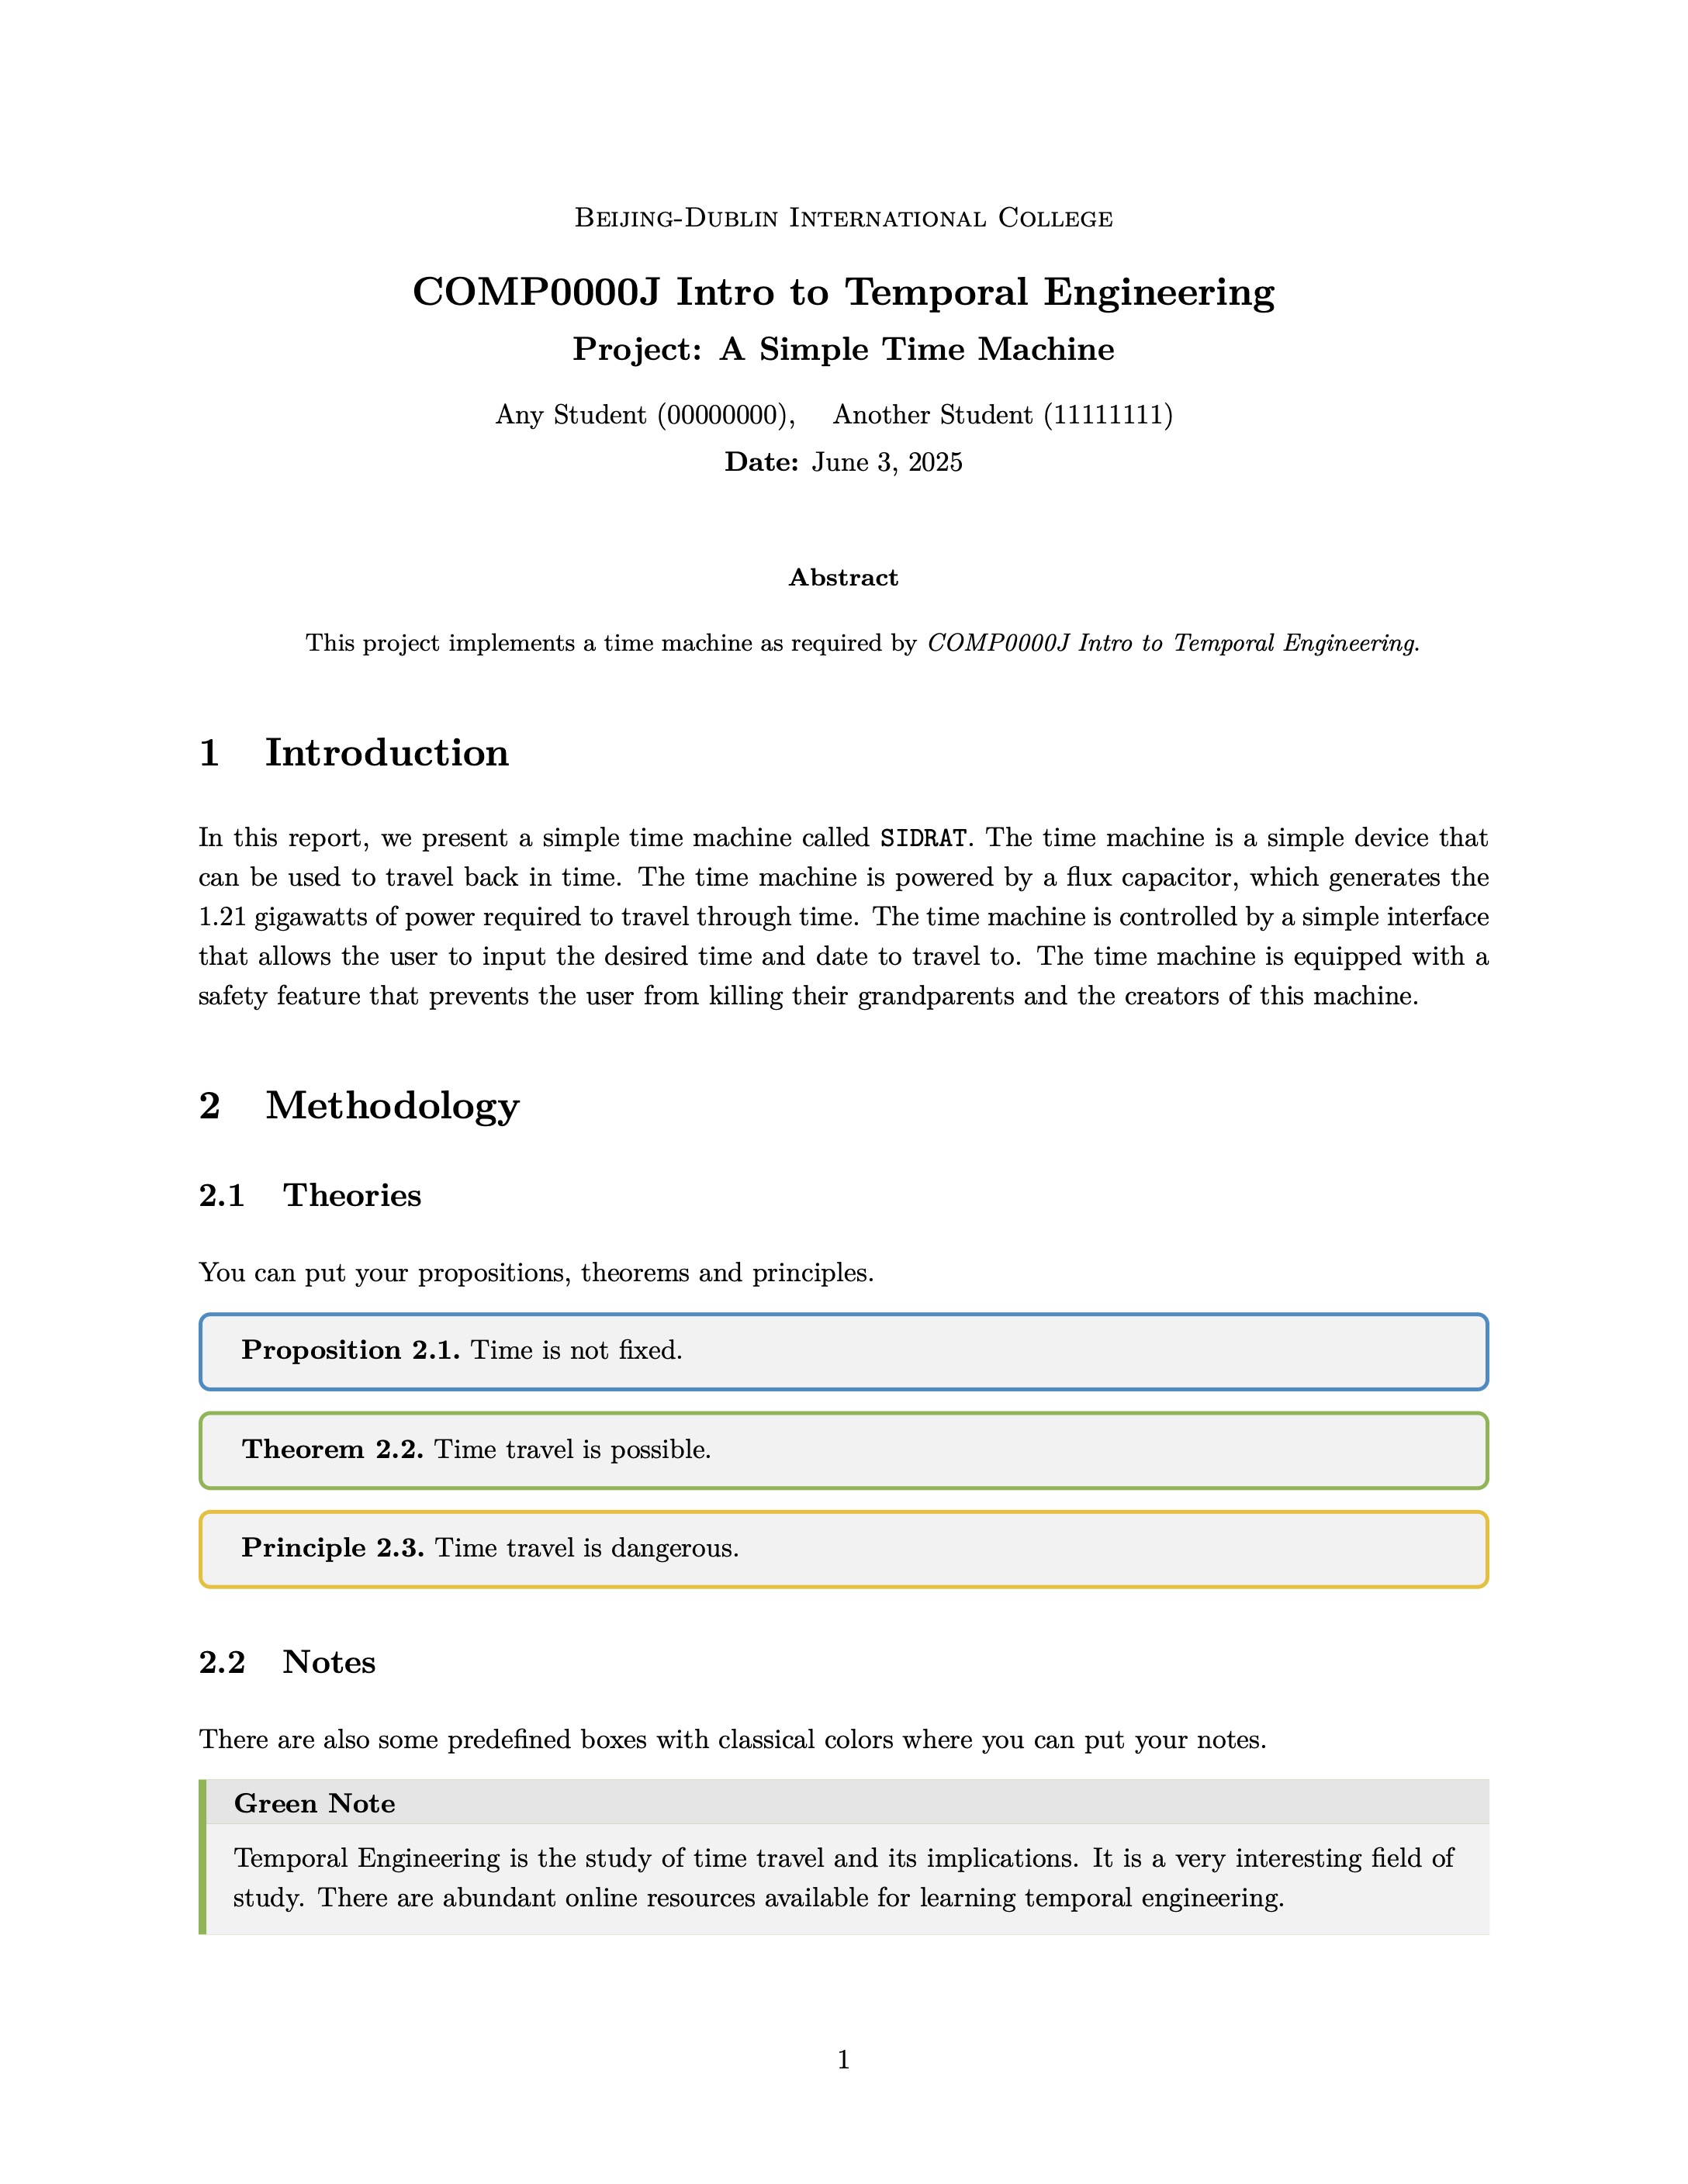 Beijing-Dublin International College
COMP0000J Intro to Temporal Engineering
Project: A Simple Time Machine
Any Student (00000000), Another Student (11111111)
Date: June 3, 2025
Abstract
This project implements a time machine as required by COMP0000J Intro to Temporal Engineering.
1 Introduction
In this report, we present a simple time machine called SIDRAT. The time machine is a simple device that
can be used to travel back in time. The time machine is powered by a flux capacitor, which generates the
1.21 gigawatts of power required to travel through time. The time machine is controlled by a simple interface
that allows the user to input the desired time and date to travel to. The time machine is equipped with a
safety feature that prevents the user from killing their grandparents and the creators of this machine.
2 Methodology
2.1 Theories
You can put your propositions, theorems and principles.
Proposition 2.1. Time is not fixed.
Theorem 2.2. Time travel is possible.
Principle 2.3. Time travel is dangerous.
2.2 Notes
There are also some predefined boxes with classical colors where you can put your notes.
Green Note
Temporal Engineering is the study of time travel and its implications. It is a very interesting field of
study. There are abundant online resources available for learning temporal engineering.
1